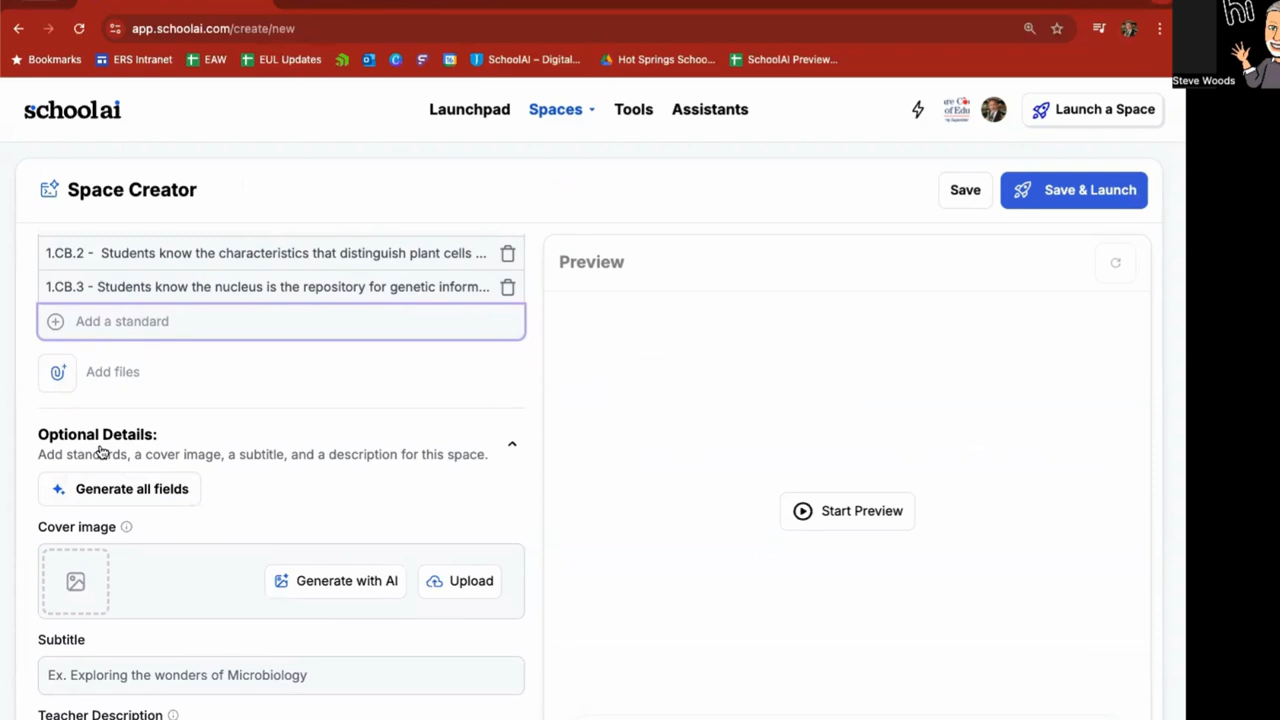 app.schoolai.com/create/new
Bookmarks ERS Intranet EAW EUL Updates SchoolAI – Digital... Hot Springs Schoo... SchoolAI Preview...
hi
Steve Woods
school ai Launchpad Spaces Tools Assistants Launch a Space
Space Creator Save Save & Launch
1.CB.2 - Students know the characteristics that distinguish plant cells ...
1.CB.3 - Students know the nucleus is the repository for genetic inform...
Add a standard
Add files
Optional Details:
Add standards, a cover image, a subtitle, and a description for this space.
Generate all fields
Cover image
Generate with AI Upload
Subtitle
Ex. Exploring the wonders of Microbiology
Teacher Description
Preview
Start Preview